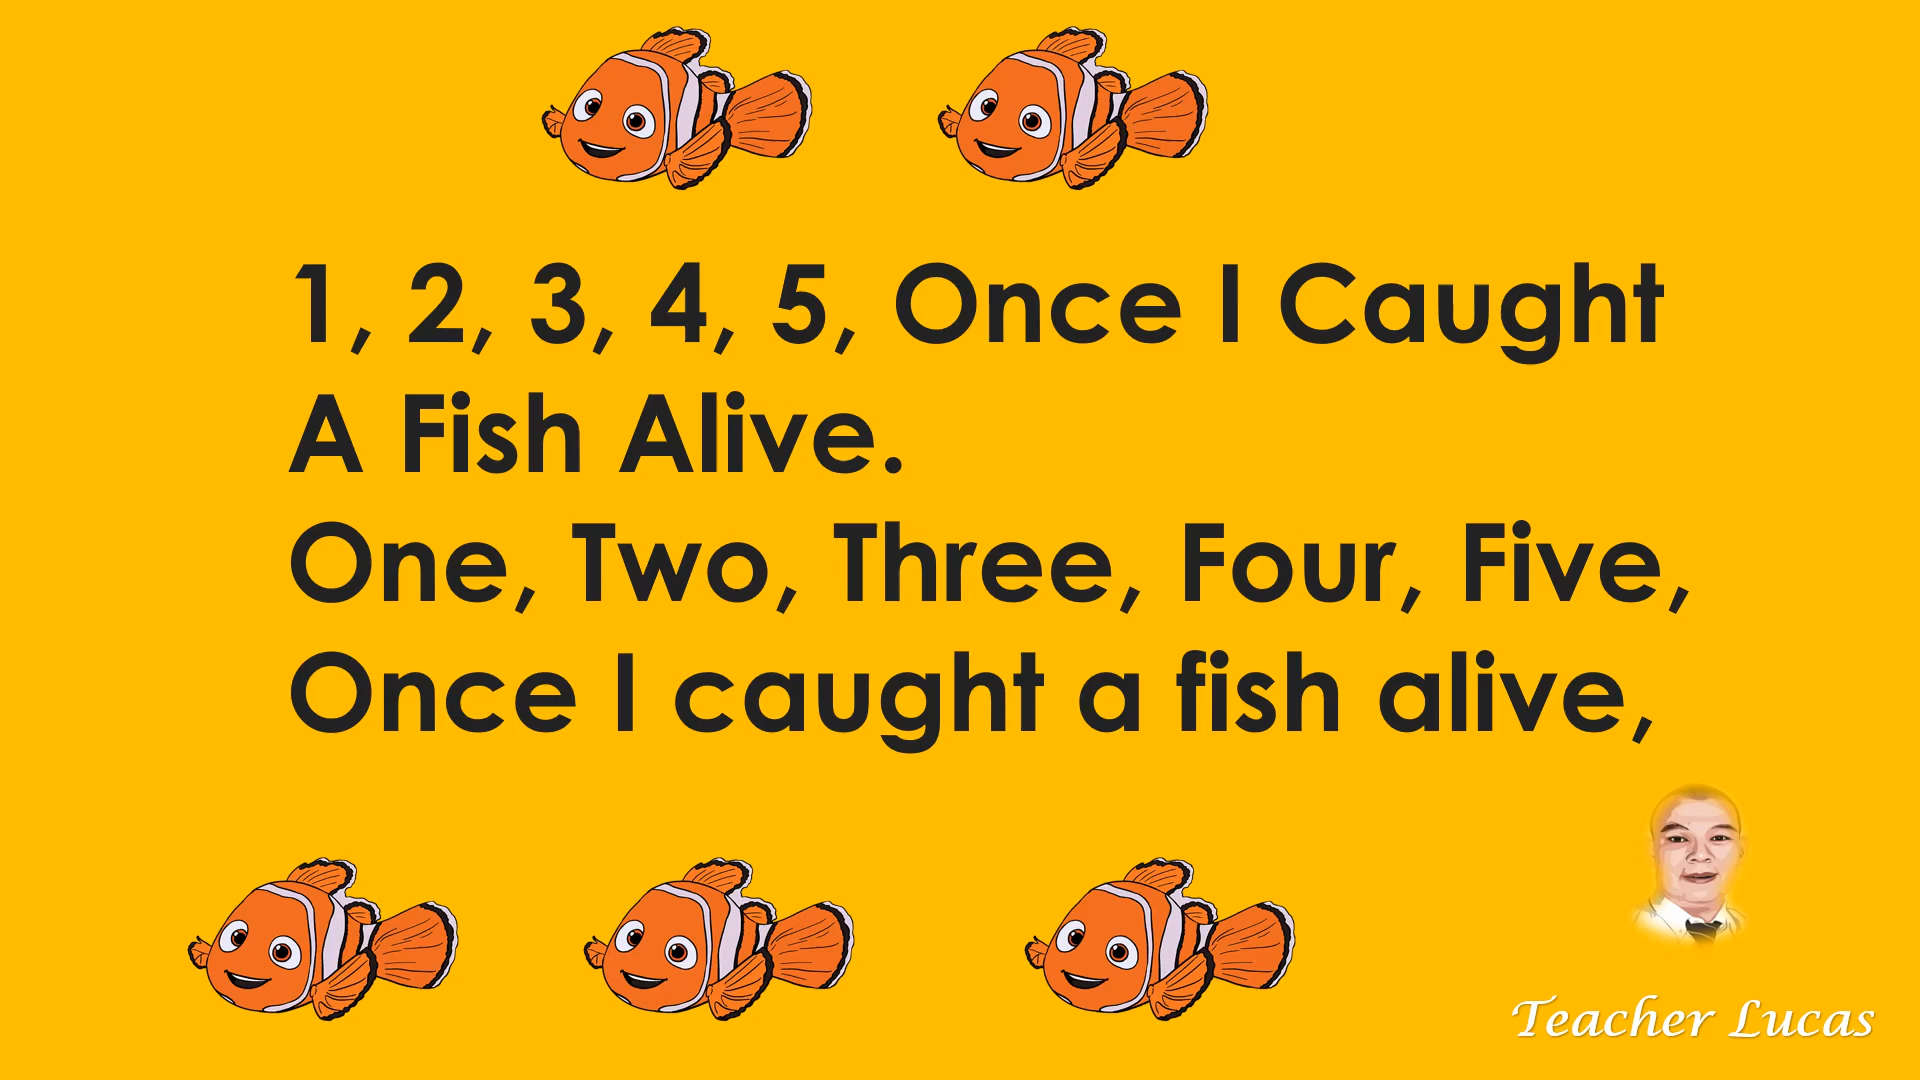 1, 2, 3, 4, 5, Once I Caught
A Fish Alive.
One, Two, Three, Four, Five,
Once I caught a fish alive,
Teacher Lucas